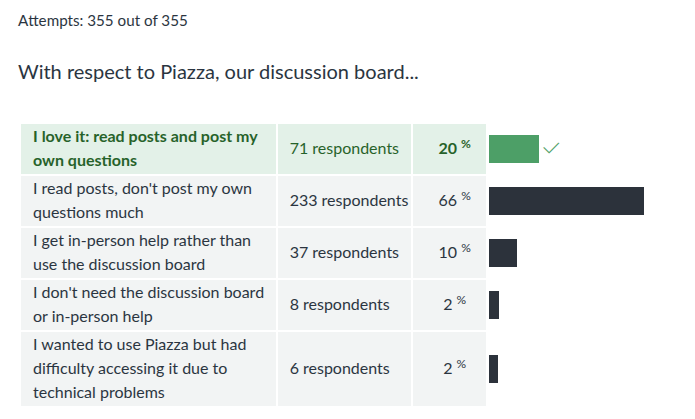 Attempts: 355 out of 355
With respect to Piazza, our discussion board...
I love it: read posts and post my
own questions
71 respondents
20 %
I read posts, don't post my own
questions much
233 respondents
66 %
I get in-person help rather than
use the discussion board
37 respondents
10 %
I don't need the discussion board
or in-person help
8 respondents
2 %
I wanted to use Piazza but had
difficulty accessing it due to
technical problems
6 respondents
2 %